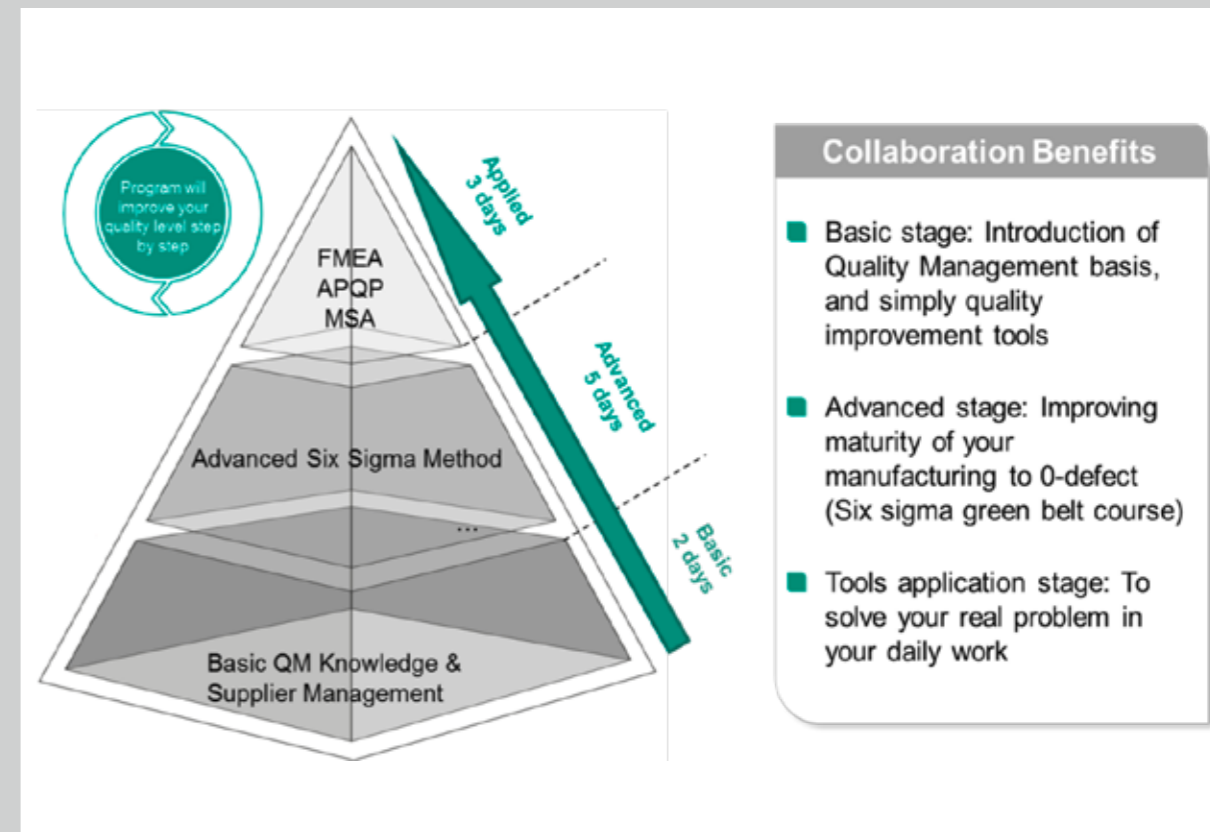 Program will
improve your
quality level step
by step
FMEA
APQP
MSA
Advanced Six Sigma Method
...
Basic QM Knowledge &
Supplier Management
Applied
3 days
Advanced
5 days
Basic
2 days
Collaboration Benefits
Basic stage: Introduction of
Quality Management basis,
and simply quality
improvement tools
Advanced stage: Improving
maturity of your
manufacturing to 0-defect
(Six sigma green belt course)
Tools application stage: To
solve your real problem in
your daily work